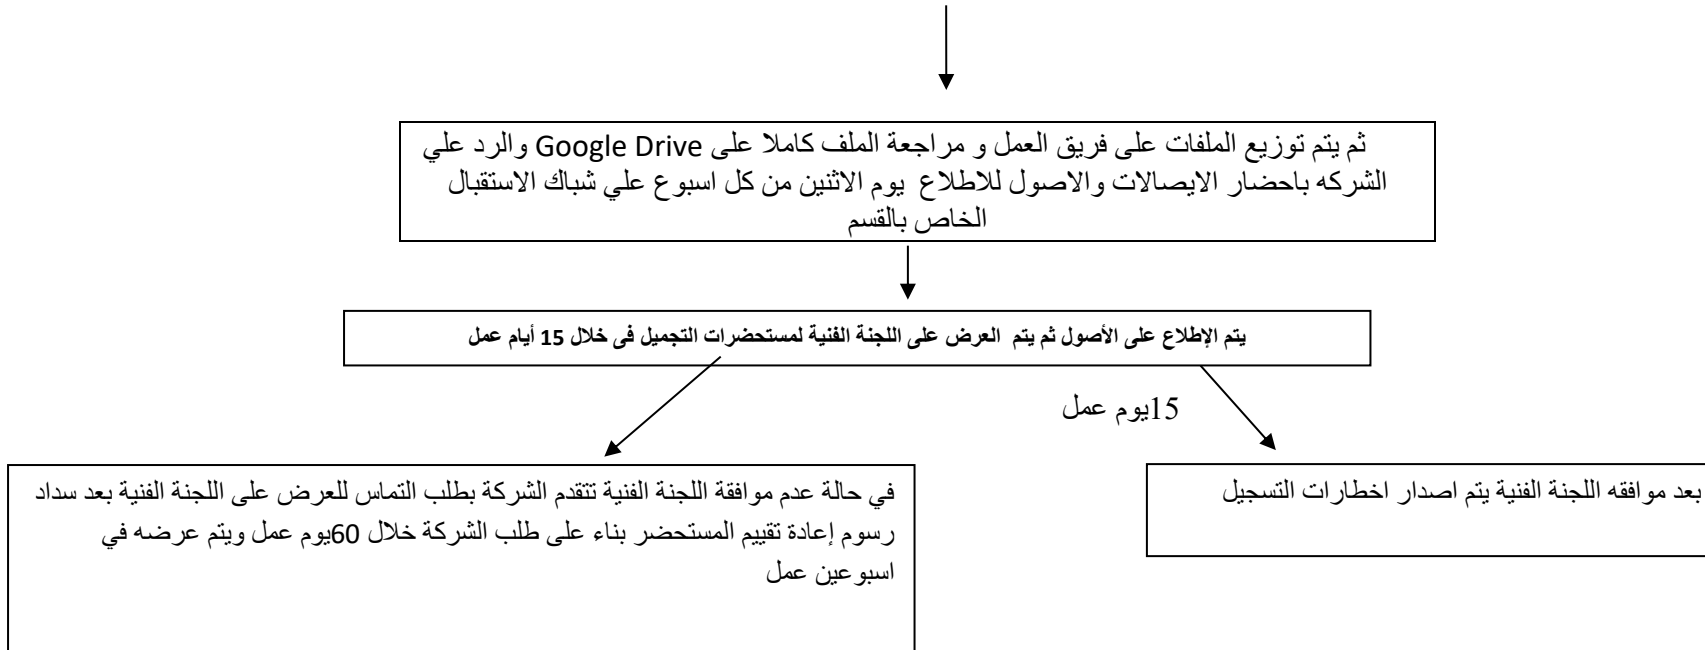 ثم يتم توزيع الملفات على فريق العمل و مراجعة الملف كاملا على Google Drive والرد علي
الشركه باحضار الايصالات والاصول للاطلاع يوم الاثنين من كل اسبوع علي شباك الاستقبال
الخاص بالقسم
يتم الإطلاع على الأصول ثم يتم العرض على اللجنة الفنية لمستحضرات التجميل فى خلال 15 أيام عمل
15يوم عمل
بعد موافقه اللجنة الفنية يتم اصدار اخطارات التسجيل
في حالة عدم موافقة اللجنة الفنية تتقدم الشركة بطلب التماس للعرض على اللجنة الفنية بعد سداد
رسوم إعادة تقييم المستحضر بناء على طلب الشركة خلال 60يوم عمل ويتم عرضه في
اسبوعين عمل